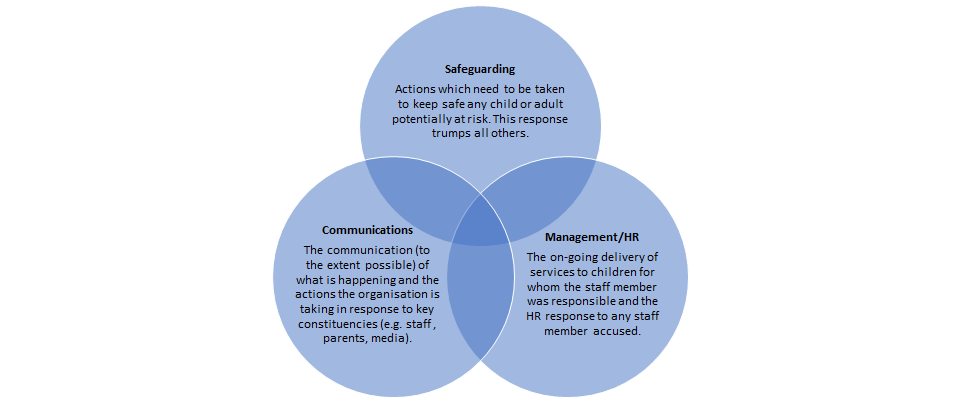 Safeguarding
Actions which need to be taken
to keep safe any child or adult
potentially at risk. This response
trumps all others.
Communications
The communication (to
the extent possible) of
what is happening and the
actions the organisation is
taking in response to key
constituencies (e.g. staff,
parents, media).
Management/HR
The on-going delivery of
services to children for
whom the staff member
was responsible and the
HR response to any staff
member accused.